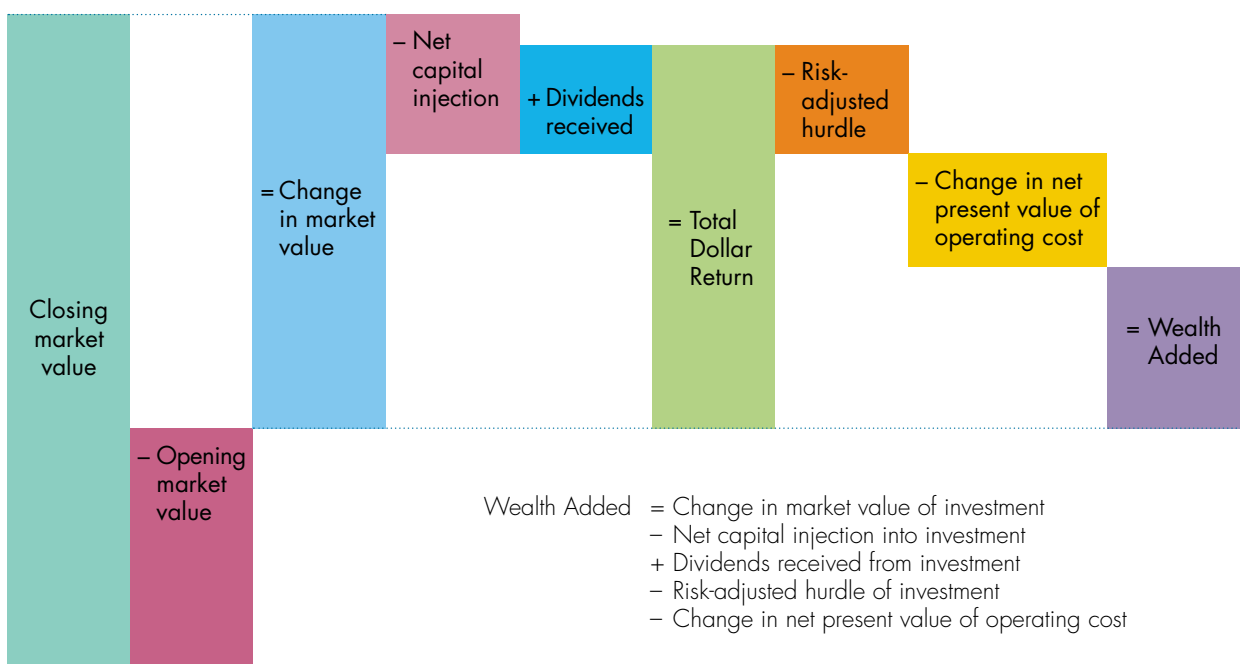 Closing
market
value
– Opening
market
value
= Change
in market
value
– Net
capital
injection
+ Dividends
received
= Total
Dollar
Return
– Risk-
adjusted
hurdle
– Change in net
present value of
operating cost
= Wealth
Added
Wealth Added = Change in market value of investment
– Net capital injection into investment
+ Dividends received from investment
– Risk-adjusted hurdle of investment
– Change in net present value of operating cost